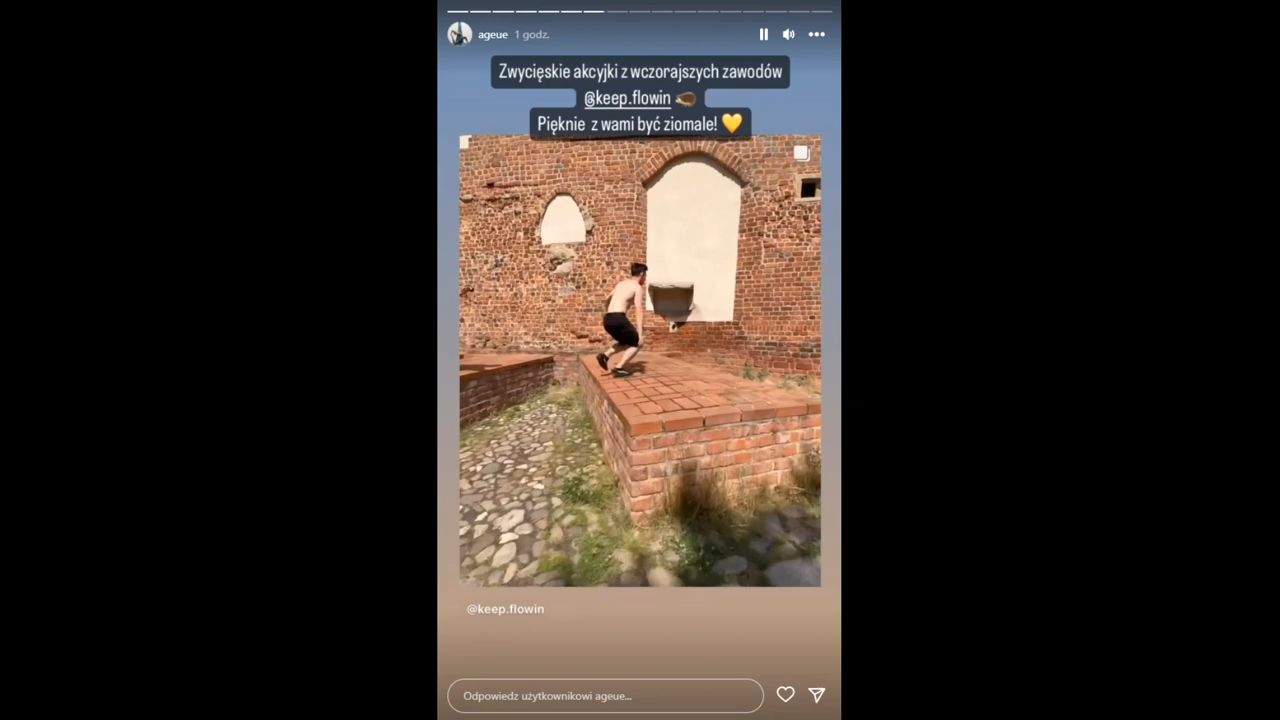 ageue 1 godz.
Zwycięskie akcyjki z wczorajszych zawodów
@keep.flowin 🦔
Pięknie z wami być ziomale! 💛
@keep.flowin
Odpowiedz użytkownikowi ageue...